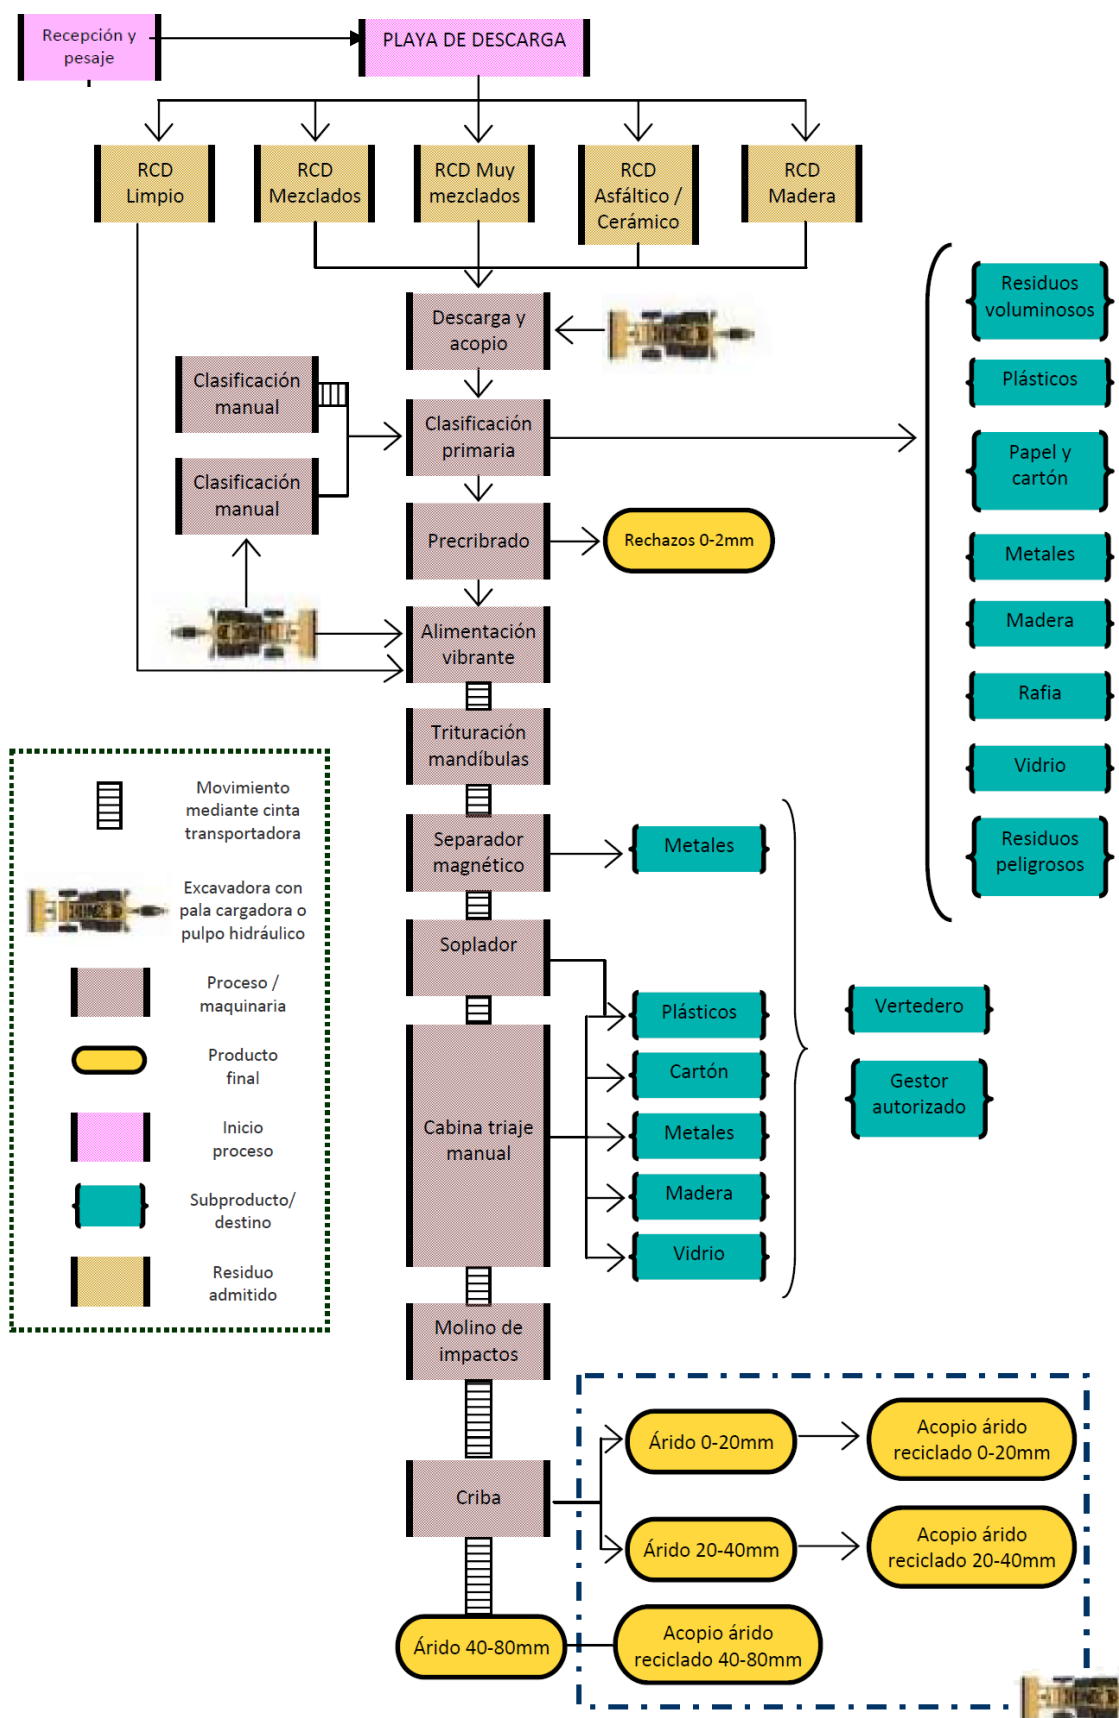 Recepción y
pesaje
PLAYA DE DESCARGA
RCD
Limpio
RCD
Mezclados
RCD Muy
mezclados
RCD
Asfáltico /
Cerámico
RCD
Madera
Descarga y
acopio
Clasificación
manual
Clasificación
primaria
Clasificación
manual
Precribrado
Rechazos 0-2mm
Alimentación
vibrante
Trituración
mandíbulas
Separador
magnético
Metales
Soplador
Plásticos
Cartón
Cabina triaje
manual
Metales
Madera
Vidrio
Residuos
voluminosos
Plásticos
Papel y
cartón
Metales
Madera
Rafia
Vidrio
Residuos
peligrosos
Vertedero
Gestor
autorizado
Molino de
impactos
Criba
Árido 0-20mm
Acopio árido
reciclado 0-20mm
Árido 20-40mm
Acopio árido
reciclado 20-40mm
Árido 40-80mm
Acopio árido
reciclado 40-80mm
Movimiento
mediante cinta
transportadora
Excavadora con
pala cargadora o
pulpo hidráulico
Proceso /
maquinaria
Producto
final
Inicio
proceso
Subproducto/
destino
Residuo
admitido